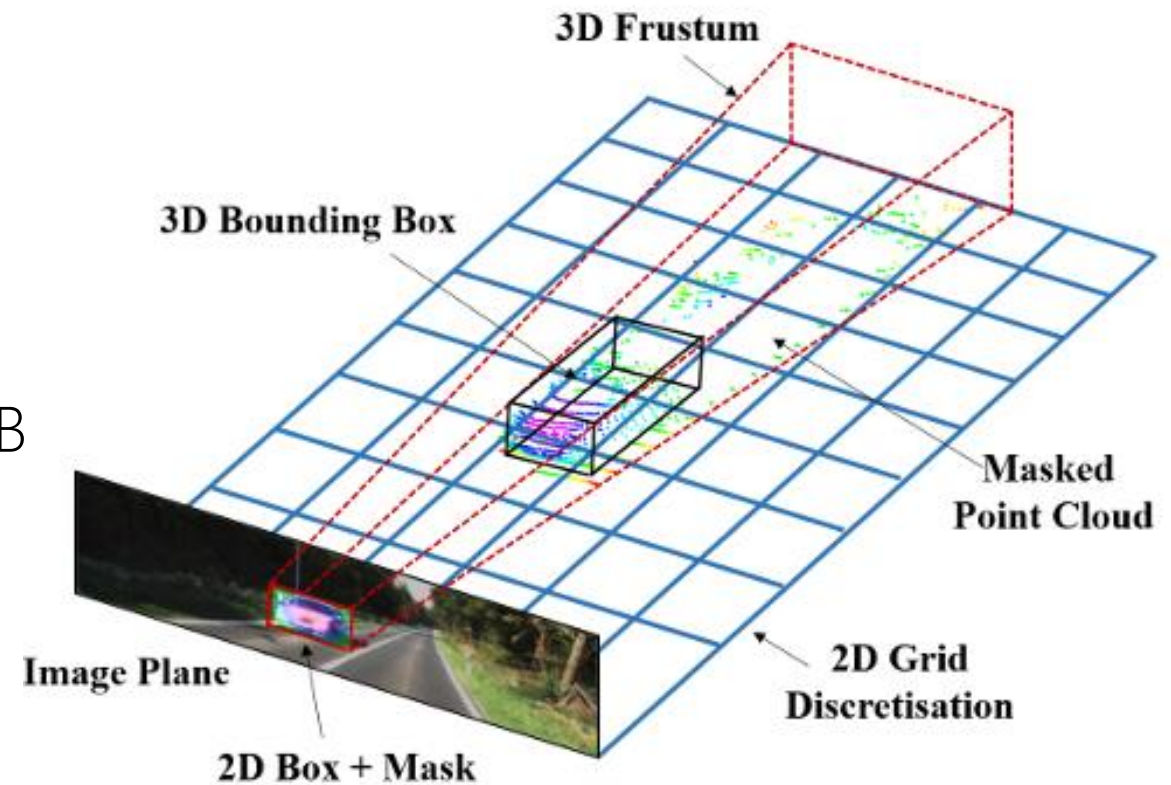 3D Frustum
3D Bounding Box
B
Masked
Point Cloud
Image Plane
2D Grid
Discretisation
2D Box + Mask